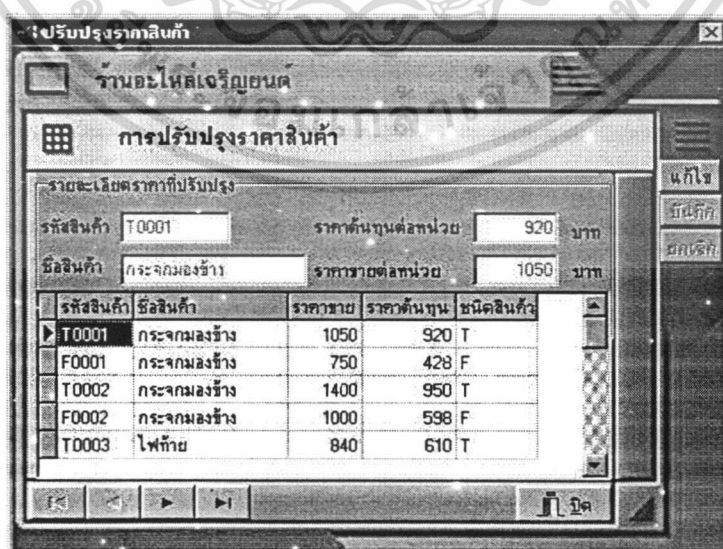 ปรับปรุงราคาสินค้า
ร้านอะไหล่เจริญยนต์
การปรับปรุงราคาสินค้า
แก้ไข
บันทึก
ยกเลิก
รายละเอียดราคาที่ปรับปรุง
รหัสสินค้า T0001 ราคาต้นทุนต่อหน่วย 920 บาท
ชื่อสินค้า กระจกมองข้าง ราคาขายต่อหน่วย 1050 บาท
รหัสสินค้า ชื่อสินค้า ราคาขาย ราคาต้นทุน ชนิดสินค้า
T0001 กระจกมองข้าง 1050 920 T
F0001 กระจกมองข้าง 750 428 F
T0002 กระจกมองข้าง 1400 950 T
F0002 กระจกมองข้าง 1000 598 F
T0003 ไฟท้าย 840 610 T
ปิด